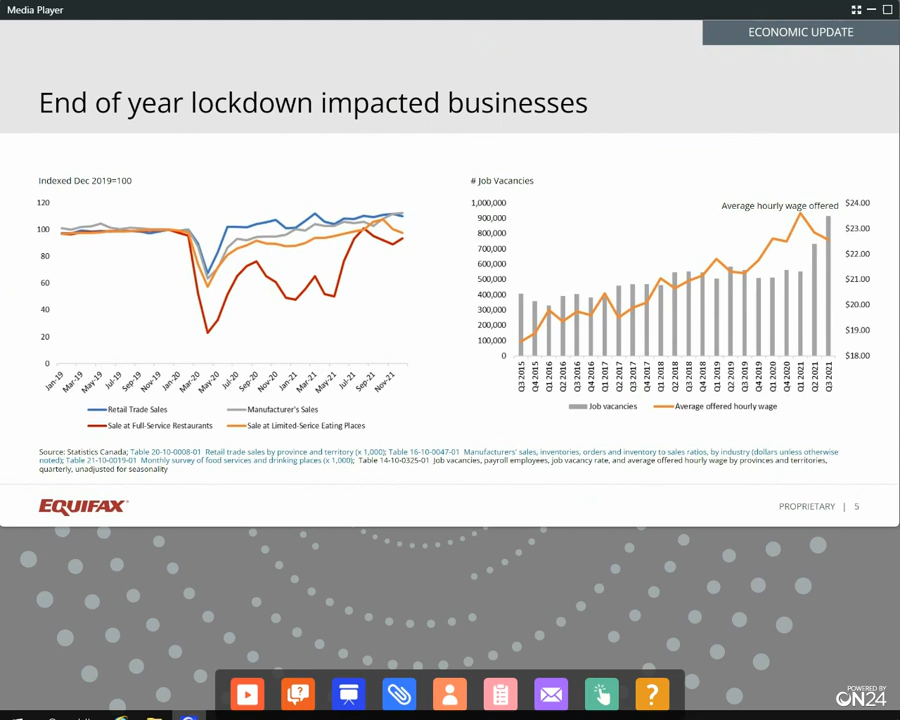 Media Player
ECONOMIC UPDATE
End of year lockdown impacted businesses
Indexed Dec 2019=100
120
100
80
60
40
20
0
Jan-19
Mar-19
May-19
Jul-19
Sep-19
Nov-19
Jan-20
Mar-20
May-20
Jul-20
Sep-20
Nov-20
Jan-21
Mar-21
May-21
Jul-21
Sep-21
Nov-21
Retail Trade Sales
Manufacturer's Sales
Sale at Full-Service Restaurants
Sale at Limited-Serice Eating Places
# Job Vacancies
Average hourly wage offered
1,000,000
900,000
800,000
700,000
600,000
500,000
400,000
300,000
200,000
100,000
0
$24.00
$23.00
$22.00
$21.00
$20.00
$19.00
$18.00
Q3 2015
Q4 2015
Q1 2016
Q2 2016
Q3 2016
Q4 2016
Q1 2017
Q2 2017
Q3 2017
Q4 2017
Q1 2018
Q2 2018
Q3 2018
Q4 2018
Q1 2019
Q2 2019
Q3 2019
Q4 2019
Q1 2020
Q4 2020
Q1 2021
Q2 2021
Q3 2021
Job vacancies
Average offered hourly wage
Source: Statistics Canada; Table 20-10-0008-01 Retail trade sales by province and territory (x 1,000); Table 16-10-0047-01 Manufacturers' sales, inventories, orders and inventory to sales ratios, by industry (dollars unless otherwise
noted); Table 21-10-0019-01 Monthly survey of food services and drinking places (x 1,000); Table 14-10-0325-01 Job vacancies, payroll employees, job vacancy rate, and average offered hourly wage by provinces and territories,
quarterly, unadjusted for seasonality
EQUIFAX
PROPRIETARY | 5
POWERED BY
ON24